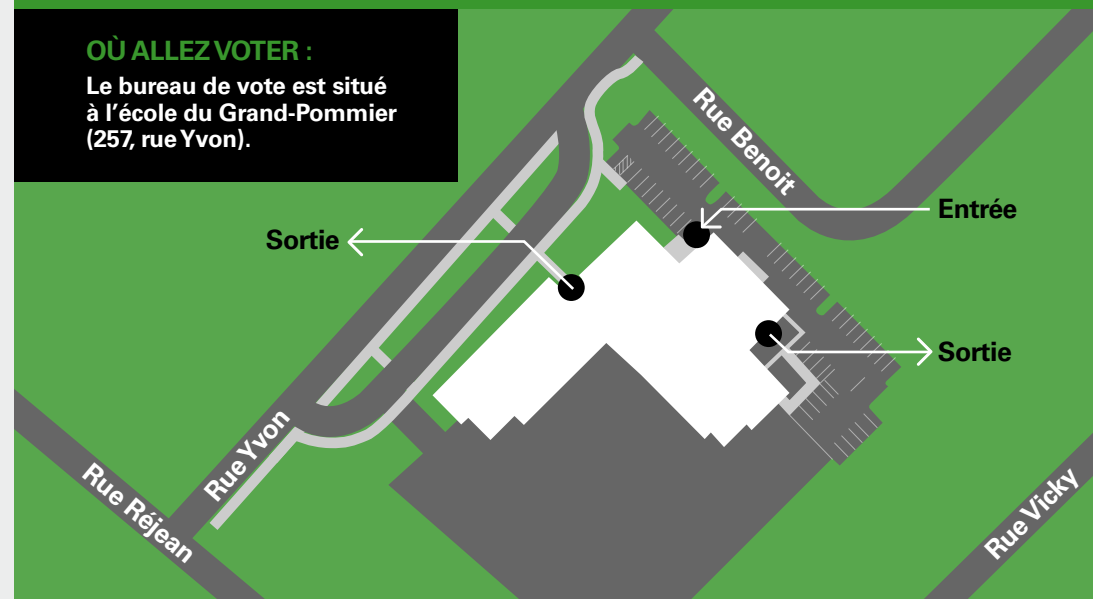 OÙ ALLEZ VOTER :
Le bureau de vote est situé
à l'école du Grand-Pommier
(257, rue Yvon).
Rue Benoit
Entrée
Sortie
Sortie
Rue Yvon
Rue Réjean
Rue Vicky